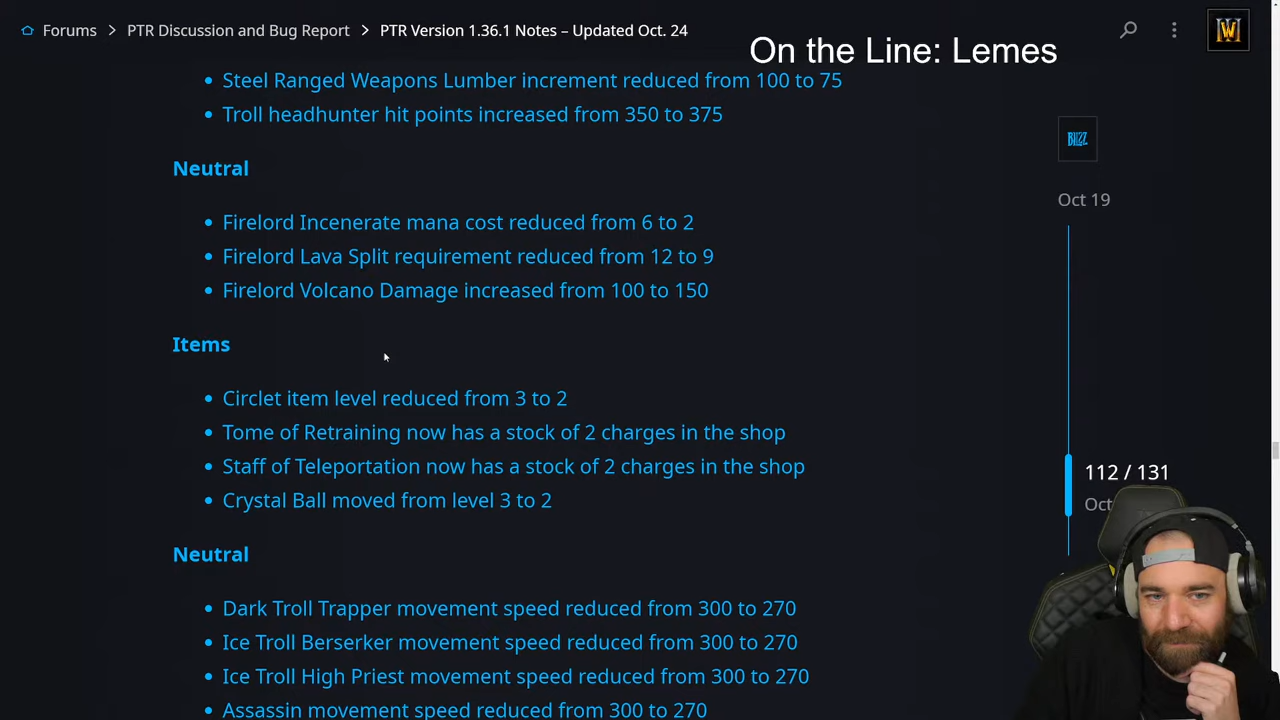 Forums > PTR Discussion and Bug Report > PTR Version 1.36.1 Notes – Updated Oct. 24
On the Line: Lemes
• Steel Ranged Weapons Lumber increment reduced from 100 to 75
• Troll headhunter hit points increased from 350 to 375
BLIZZ
Neutral
Oct 19
• Firelord Incenerate mana cost reduced from 6 to 2
• Firelord Lava Split requirement reduced from 12 to 9
• Firelord Volcano Damage increased from 100 to 150
Items
• Circlet item level reduced from 3 to 2
• Tome of Retraining now has a stock of 2 charges in the shop
• Staff of Teleportation now has a stock of 2 charges in the shop
112 / 131
• Crystal Ball moved from level 3 to 2
Oct
Neutral
• Dark Troll Trapper movement speed reduced from 300 to 270
• Ice Troll Berserker movement speed reduced from 300 to 270
• Ice Troll High Priest movement speed reduced from 300 to 270
• Assassin movement speed reduced from 300 to 270